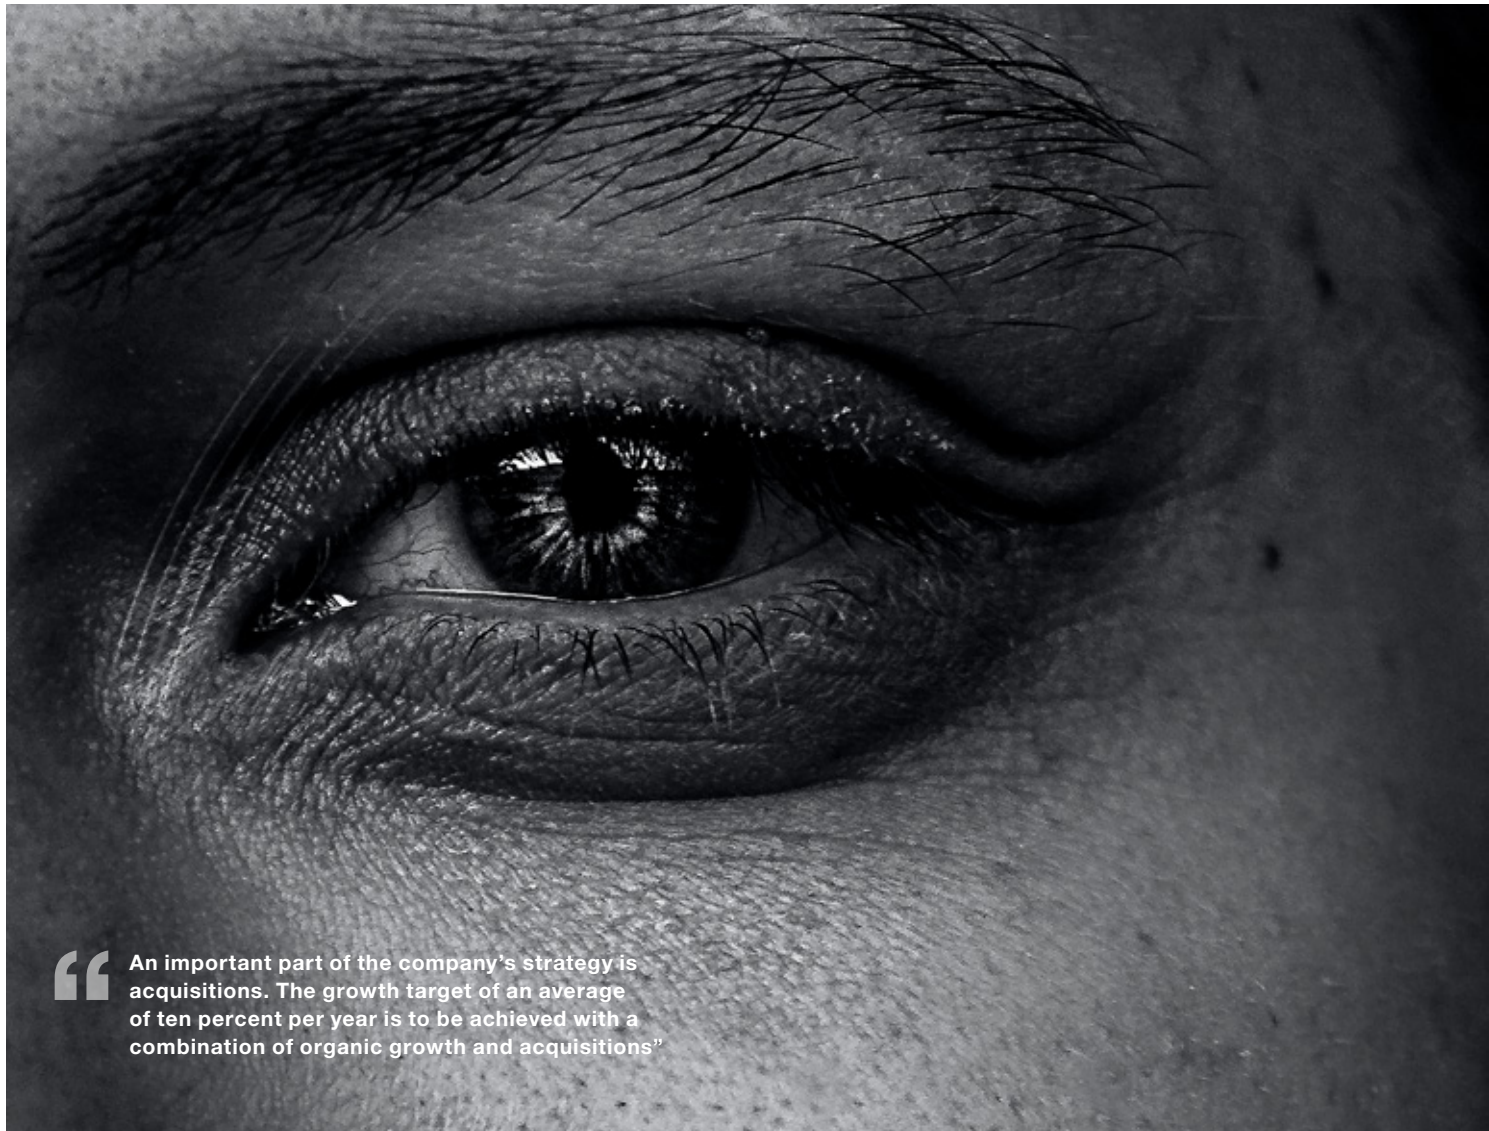 “An important part of the company’s strategy is
acquisitions. The growth target of an average
of ten percent per year is to be achieved with a
combination of organic growth and acquisitions”